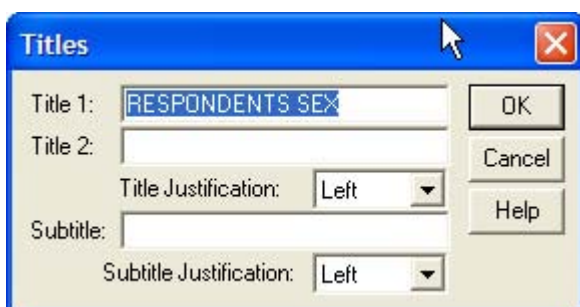 Titles
Title 1: RESPONDENTS SEX OK
Title 2: Cancel
Title Justification: Left Help
Subtitle:
Subtitle Justification: Left